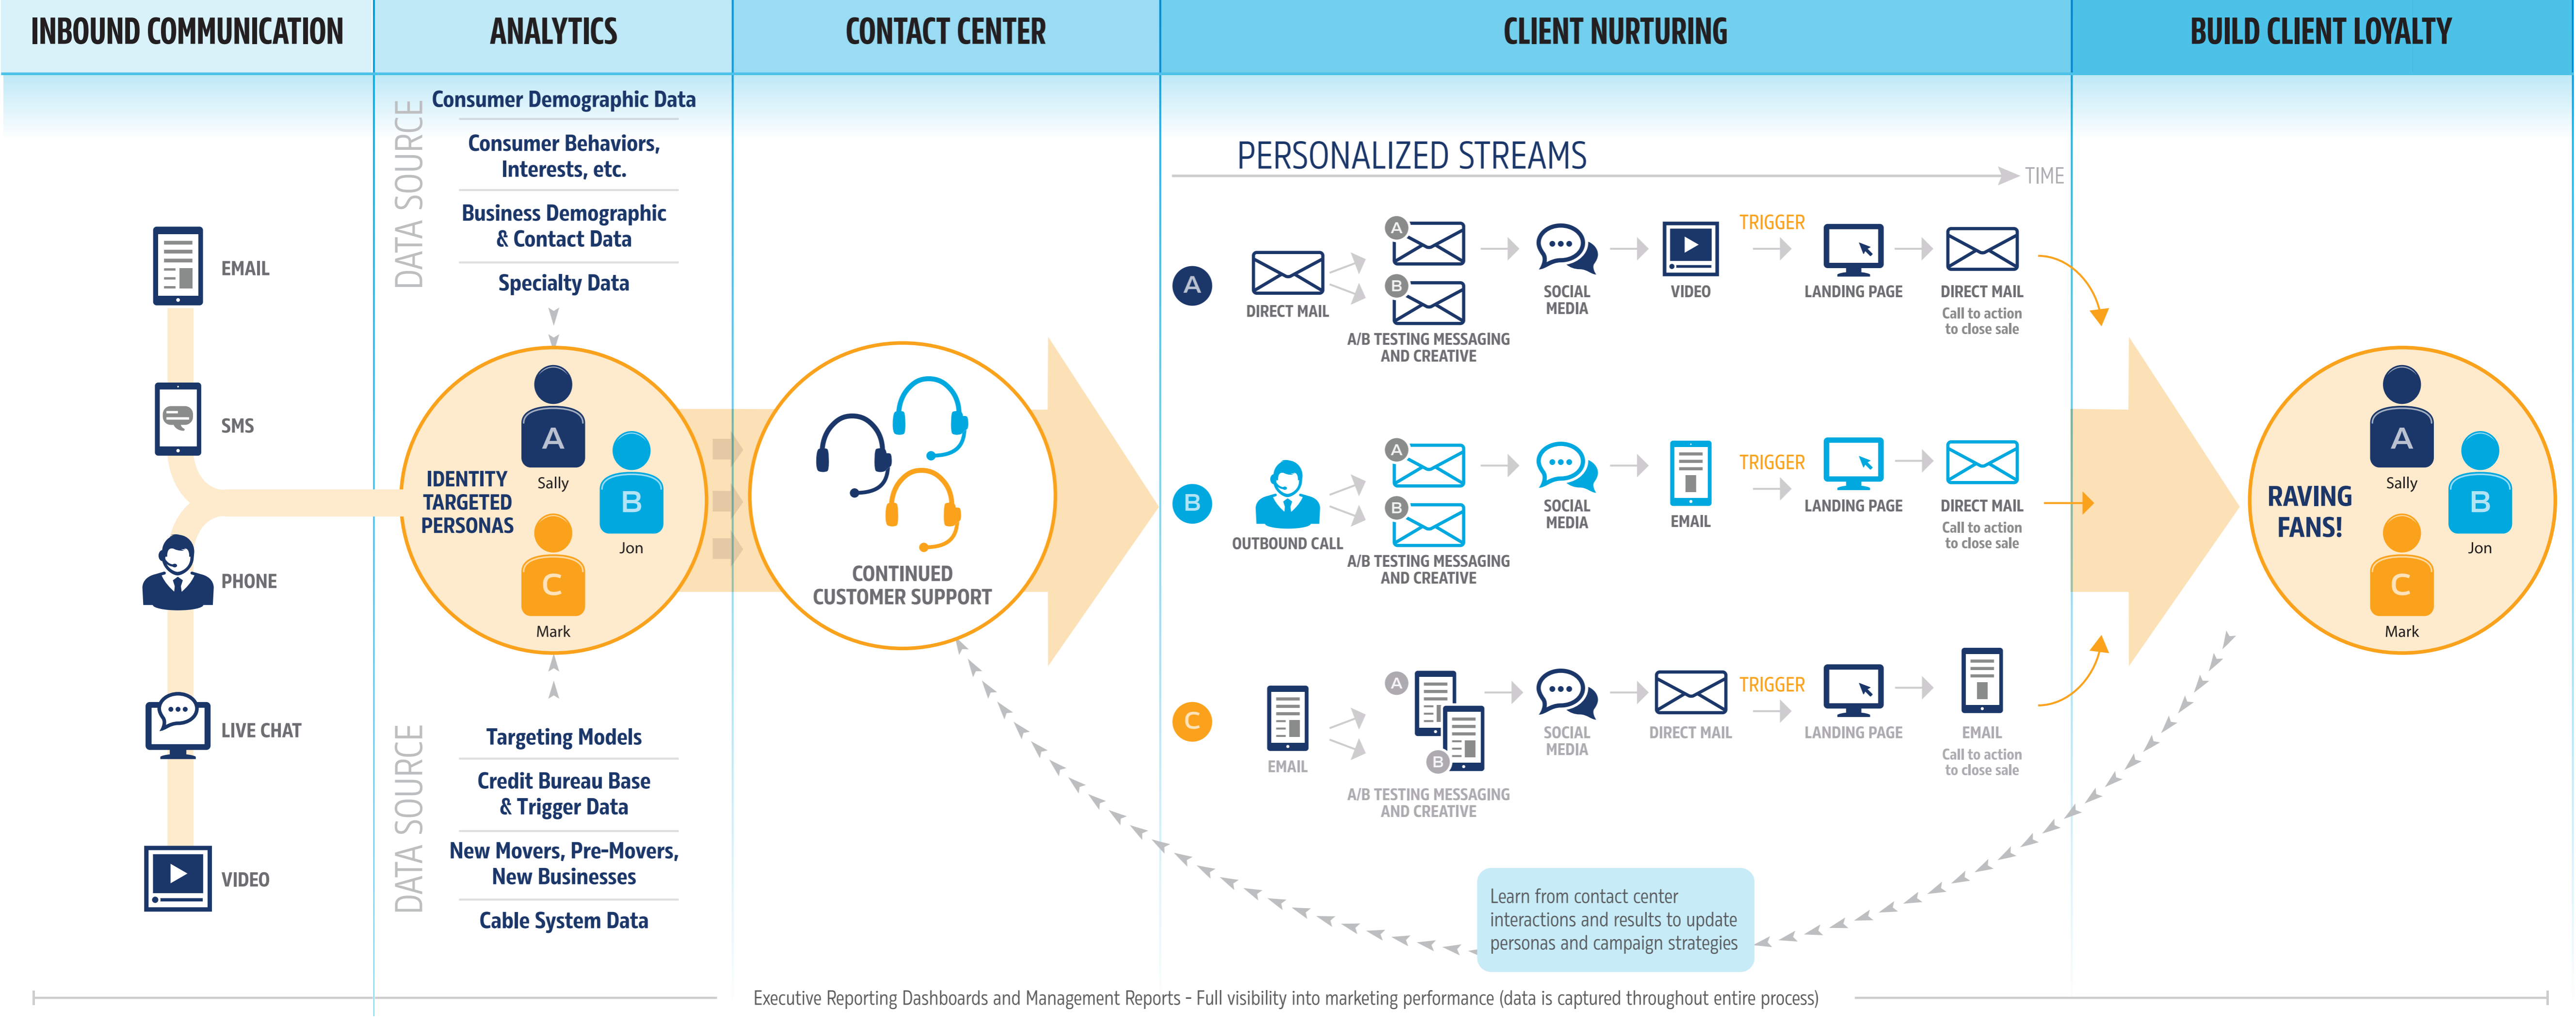 INBOUND COMMUNICATION
ANALYTICS
CONTACT CENTER
CLIENT NURTURING
BUILD CLIENT LOYALTY
EMAIL
SMS
PHONE
LIVE CHAT
VIDEO
DATA SOURCE
Consumer Demographic Data
Consumer Behaviors,
Interests, etc.
Business Demographic
& Contact Data
Specialty Data
IDENTITY
TARGETED
PERSONAS
A
Sally
B
Jon
C
Mark
DATA SOURCE
Targeting Models
Credit Bureau Base
& Trigger Data
New Movers, Pre-Movers,
New Businesses
Cable System Data
CONTINUED
CUSTOMER SUPPORT
PERSONALIZED STREAMS
TIME
A
DIRECT MAIL
A
B
A/B TESTING MESSAGING
AND CREATIVE
SOCIAL
MEDIA
VIDEO
TRIGGER
LANDING PAGE
DIRECT MAIL
Call to action
to close sale
B
OUTBOUND CALL
A
B
A/B TESTING MESSAGING
AND CREATIVE
SOCIAL
MEDIA
EMAIL
TRIGGER
LANDING PAGE
DIRECT MAIL
Call to action
to close sale
C
EMAIL
A
B
A/B TESTING MESSAGING
AND CREATIVE
SOCIAL
MEDIA
DIRECT MAIL
TRIGGER
LANDING PAGE
EMAIL
Call to action
to close sale
Learn from contact center
interactions and results to update
personas and campaign strategies
RAVING
FANS!
A
Sally
B
Jon
C
Mark
Executive Reporting Dashboards and Management Reports - Full visibility into marketing performance (data is captured throughout entire process)